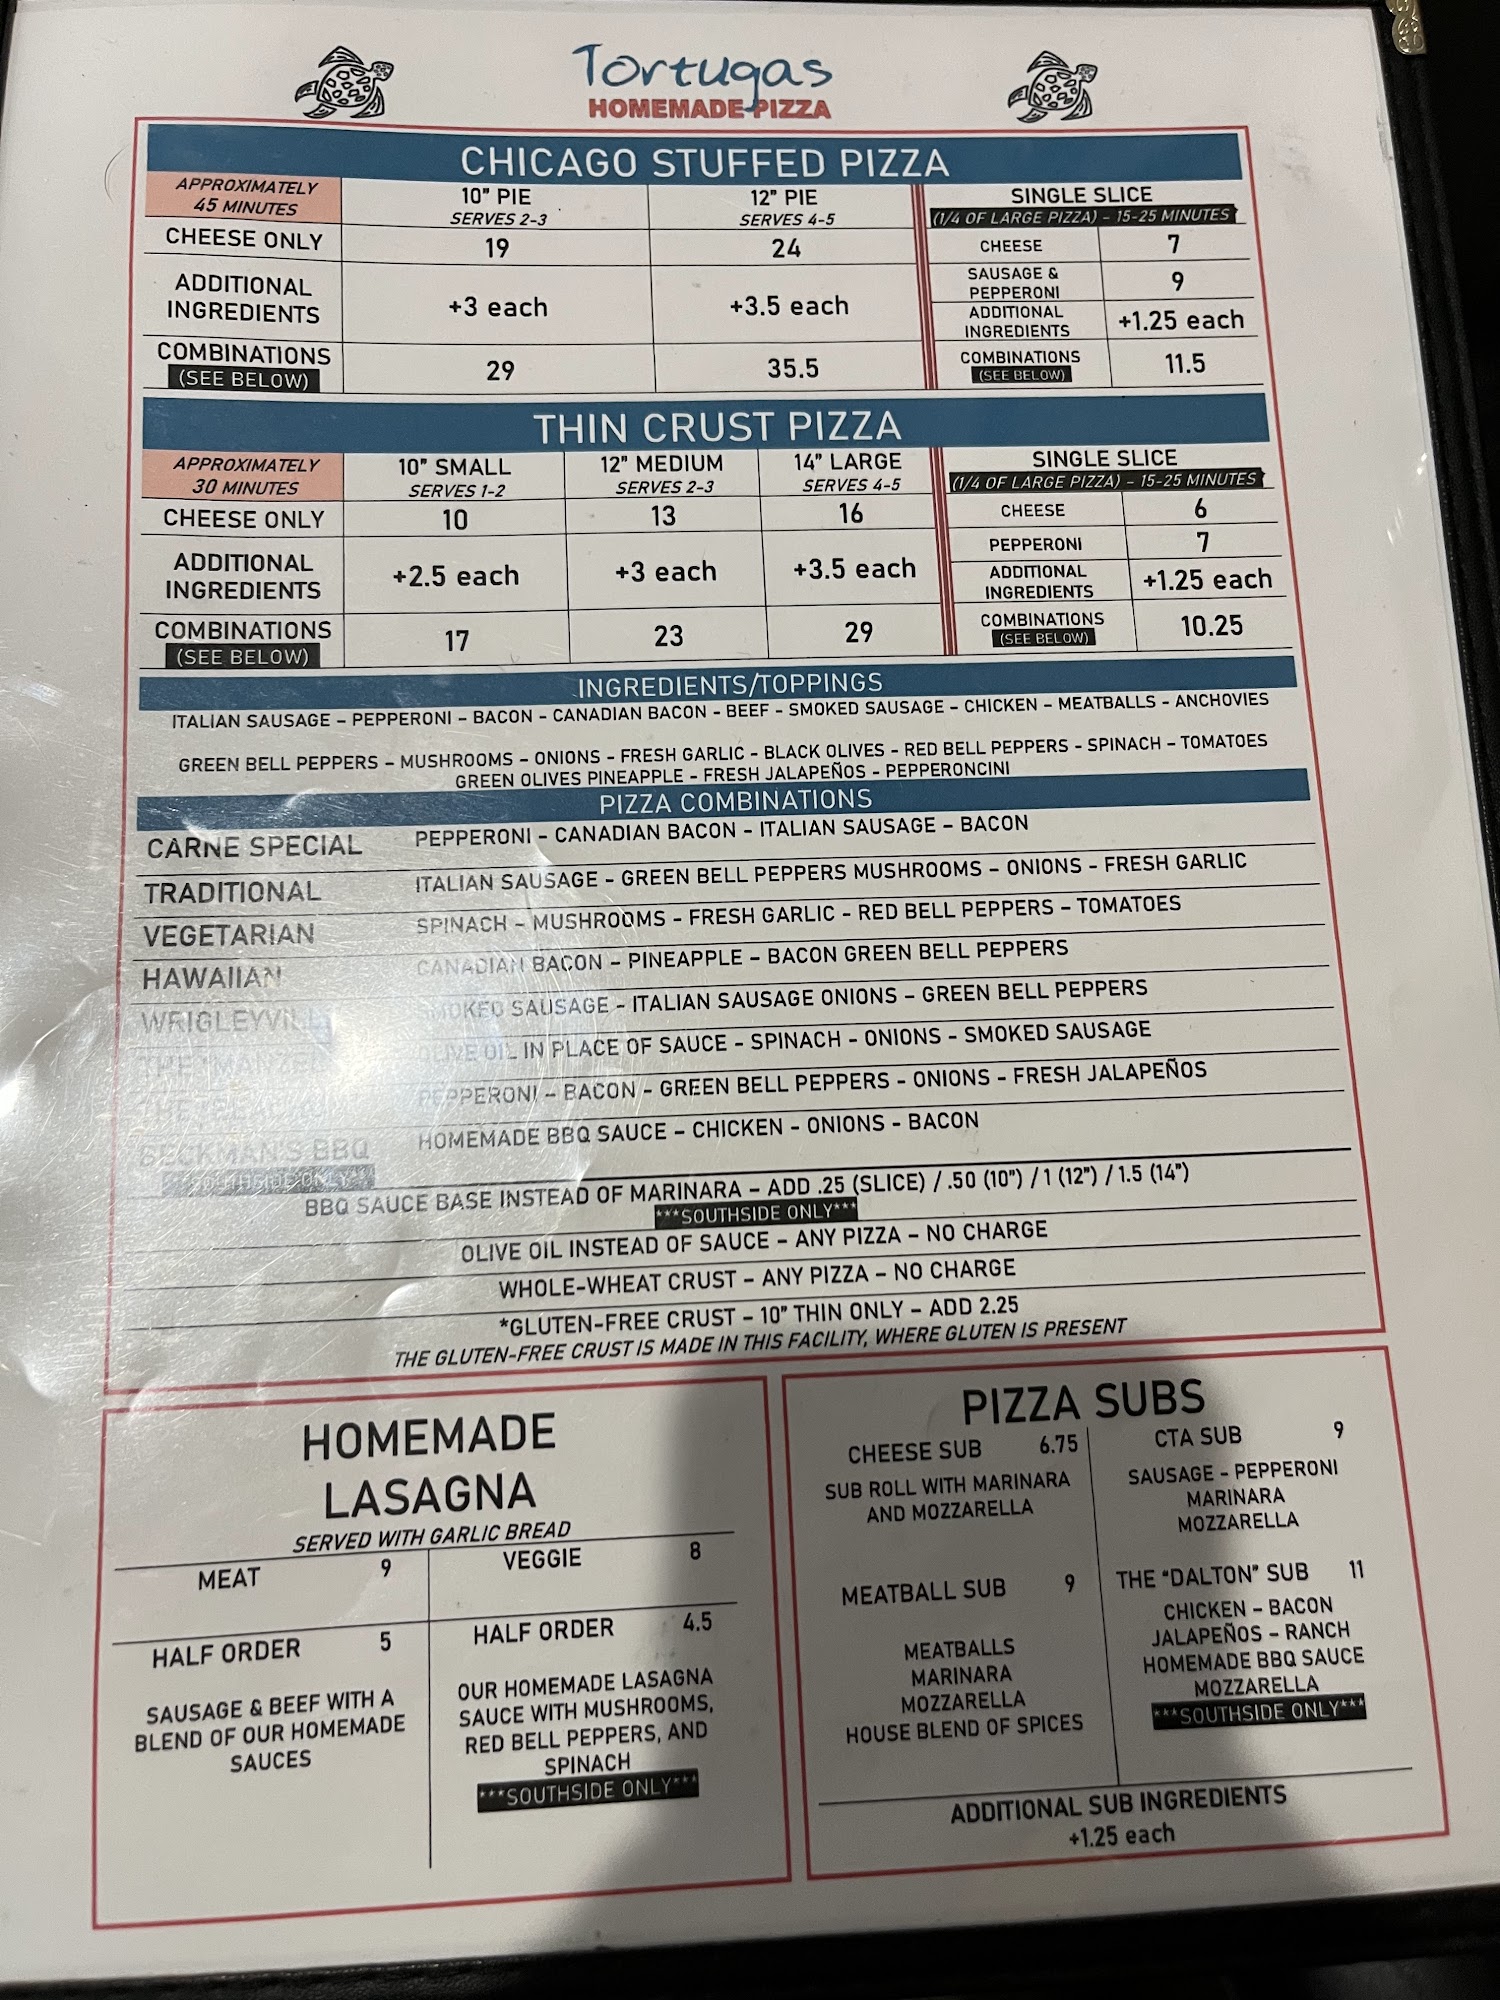 Tortugas
HOMEMADE PIZZA
CHICAGO STUFFED PIZZA
APPROXIMATELY
45 MINUTES
10" PIE
SERVES 2-3
12" PIE
SERVES 4-5
SINGLE SLICE
(1/4 OF LARGE PIZZA) – 15-25 MINUTES
CHEESE ONLY 19 24
CHEESE 7
ADDITIONAL
INGREDIENTS
+3 each +3.5 each
SAUSAGE &
PEPPERONI
9
ADDITIONAL
INGREDIENTS
+1.25 each
COMBINATIONS
(SEE BELOW)
29 35.5
COMBINATIONS
(SEE BELOW)
11.5
THIN CRUST PIZZA
APPROXIMATELY
30 MINUTES
10" SMALL
SERVES 1-2
12" MEDIUM
SERVES 2-3
14" LARGE
SERVES 4-5
SINGLE SLICE
(1/4 OF LARGE PIZZA) – 15-25 MINUTES
CHEESE ONLY 10 13 16
CHEESE 6
PEPPERONI 7
ADDITIONAL
INGREDIENTS
+2.5 each +3 each +3.5 each
ADDITIONAL
INGREDIENTS
+1.25 each
COMBINATIONS
(SEE BELOW)
17 23 29
COMBINATIONS
(SEE BELOW)
10.25
INGREDIENTS/TOPPINGS
ITALIAN SAUSAGE – PEPPERONI – BACON – CANADIAN BACON – BEEF – SMOKED SAUSAGE – CHICKEN – MEATBALLS – ANCHOVIES
GREEN BELL PEPPERS – MUSHROOMS – ONIONS – FRESH GARLIC – BLACK OLIVES – RED BELL PEPPERS – SPINACH – TOMATOES
GREEN OLIVES PINEAPPLE – FRESH JALAPEÑOS – PEPPERONCINI
PIZZA COMBINATIONS
CARNE SPECIAL PEPPERONI – CANADIAN BACON – ITALIAN SAUSAGE – BACON
TRADITIONAL ITALIAN SAUSAGE – GREEN BELL PEPPERS MUSHROOMS – ONIONS – FRESH GARLIC
VEGETARIAN SPINACH – MUSHROOMS – FRESH GARLIC – RED BELL PEPPERS – TOMATOES
HAWAIIAN CANADIAN BACON – PINEAPPLE – BACON GREEN BELL PEPPERS
WRIGLEYVILLE SMOKED SAUSAGE – ITALIAN SAUSAGE ONIONS – GREEN BELL PEPPERS
THE OLIVE OIL IN PLACE OF SAUCE – SPINACH – ONIONS – SMOKED SAUSAGE
THE PEPPERONI – BACON – GREEN BELL PEPPERS – ONIONS – FRESH JALAPEÑOS
BECKMAN'S BBQ HOMEMADE BBQ SAUCE – CHICKEN – ONIONS – BACON
***SOUTHSIDE ONLY***
BBQ SAUCE BASE INSTEAD OF MARINARA – ADD .25 (SLICE) / .50 (10") / 1 (12") / 1.5 (14")
***SOUTHSIDE ONLY***
OLIVE OIL INSTEAD OF SAUCE – ANY PIZZA – NO CHARGE
WHOLE-WHEAT CRUST – ANY PIZZA – NO CHARGE
*GLUTEN-FREE CRUST – 10" THIN ONLY – ADD 2.25
THE GLUTEN-FREE CRUST IS MADE IN THIS FACILITY, WHERE GLUTEN IS PRESENT
HOMEMADE
LASAGNA
SERVED WITH GARLIC BREAD
MEAT 9
HALF ORDER 5
SAUSAGE & BEEF WITH A
BLEND OF OUR HOMEMADE
SAUCES
VEGGIE 8
HALF ORDER 4.5
OUR HOMEMADE LASAGNA
SAUCE WITH MUSHROOMS,
RED BELL PEPPERS, AND
SPINACH
***SOUTHSIDE ONLY***
PIZZA SUBS
CHEESE SUB 6.75
SUB ROLL WITH MARINARA
AND MOZZARELLA
MEATBALL SUB 9
MEATBALLS
MARINARA
MOZZARELLA
HOUSE BLEND OF SPICES
CTA SUB 9
SAUSAGE – PEPPERONI
MARINARA
MOZZARELLA
THE "DALTON" SUB 11
CHICKEN – BACON
JALAPEÑOS – RANCH
HOMEMADE BBQ SAUCE
MOZZARELLA
***SOUTHSIDE ONLY***
ADDITIONAL SUB INGREDIENTS
+1.25 each